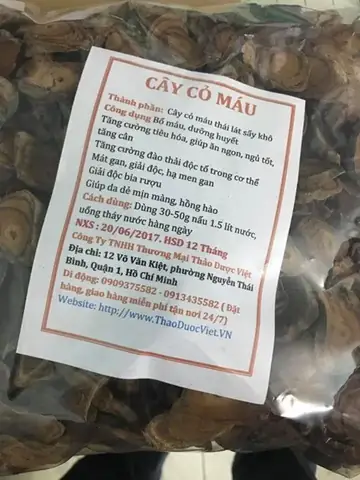 CÂY CỎ MÁU
Thành phần: Cây cỏ máu thái lát sấy khô
Công dụng Bổ máu, dưỡng huyết
Tăng cường tiêu hóa, giúp ăn ngon, ngủ tốt,
tăng cân
Tăng cường đào thải độc tố trong cơ thể
Mát gan, giải độc, hạ men gan
Giải độc bia rượu
Giúp da dẻ mịn màng, hồng hào
Cách dùng: Dùng 30-50g nấu 1.5 lít nước,
uống tháy nước hàng ngày
NXS : 20/06/2017. HSD 12 Tháng
Công Ty TNHH Thương Mại Thảo Dược Việt
Địa chỉ: 12 Võ Văn Kiệt, phường Nguyễn Thái
Bình, Quận 1, Hồ Chí Minh
Di động: 0909375582 - 0913435582 ( Đặt
hàng, giao hàng miễn phí tận nơi 24/7)
Website: http://www.ThaoDuocViet.VN